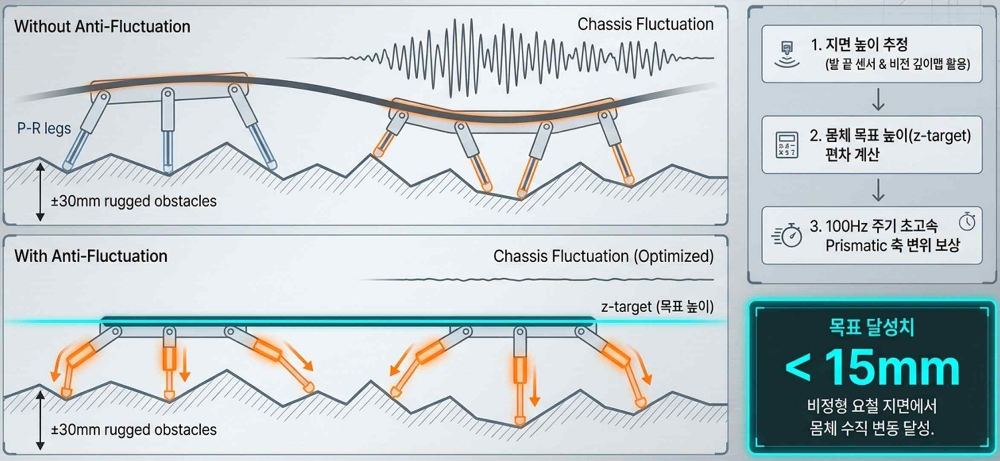 Without Anti-Fluctuation
Chassis Fluctuation
P-R legs
±30mm rugged obstacles
With Anti-Fluctuation
Chassis Fluctuation (Optimized)
z-target (목표 높이)
±30mm rugged obstacles
1. 지면 높이 추정
(발 끝 센서 & 비전 깊이맵 활용)
2. 몸체 목표 높이(z-target)
편차 계산
3. 100Hz 주기 초고속
Prismatic 축 변위 보상
목표 달성치
< 15mm
비정형 요철 지면에서
몸체 수직 변동 달성.